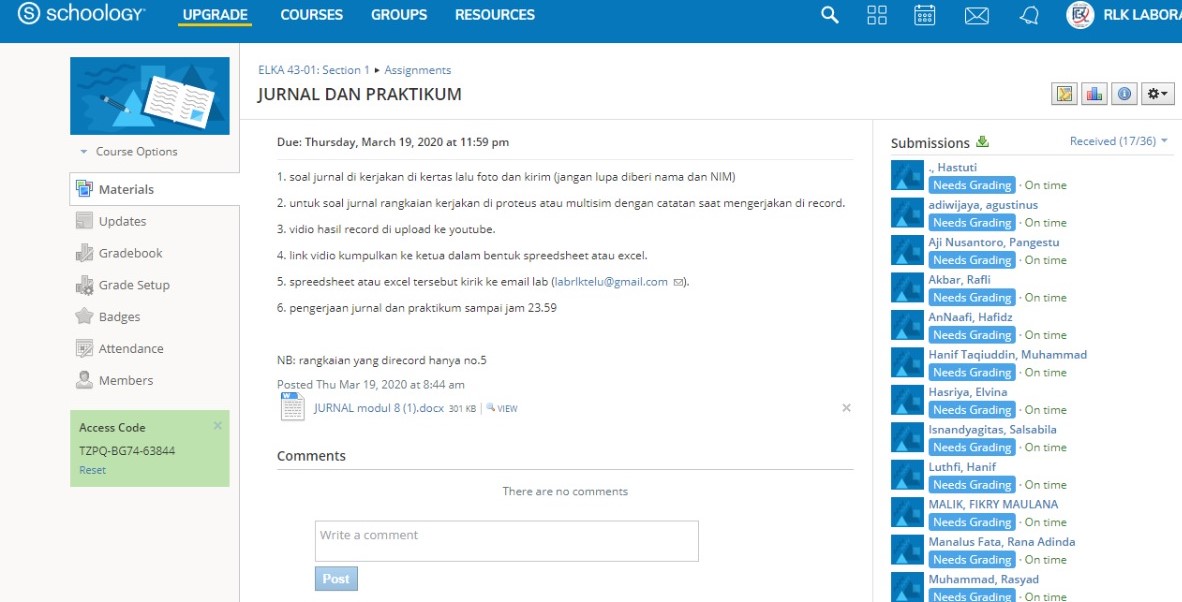 schoology
UPGRADE
COURSES
GROUPS
RESOURCES
RLK LABORA
ELKA 43-01: Section 1 ▸ Assignments
JURNAL DAN PRAKTIKUM
Course Options
Materials
Updates
Gradebook
Grade Setup
Badges
Attendance
Members
Access Code
TZPQ-BG74-63844
Reset
Due: Thursday, March 19, 2020 at 11:59 pm
1. soal jurnal di kerjakan di kertas lalu foto dan kirim (jangan lupa diberi nama dan NIM)
2. untuk soal jurnal rangkaian kerjakan di proteus atau multisim dengan catatan saat mengerjakan di record.
3. vidio hasil record di upload ke youtube.
4. link vidio kumpulkan ke ketua dalam bentuk spreedsheet atau excel.
5. spreedsheet atau excel tersebut kirik ke email lab (labrlktelu@gmail.com ).
6. pengerjaan jurnal dan praktikum sampai jam 23.59
NB: rangkaian yang direcord hanya no.5
Posted Thu Mar 19, 2020 at 8:44 am
JURNAL modul 8 (1).docx 301 KB | VIEW
Comments
There are no comments
Write a comment
Post
Submissions
Received (17/36)
., Hastuti
Needs Grading · On time
adiwijaya, agustinus
Needs Grading · On time
Aji Nusantoro, Pangestu
Needs Grading · On time
Akbar, Rafli
Needs Grading · On time
AnNaafi, Hafidz
Needs Grading · On time
Hanif Taqiuddin, Muhammad
Needs Grading · On time
Hasriya, Elvina
Needs Grading · On time
Isnandyagitas, Salsabila
Needs Grading · On time
Luthfi, Hanif
Needs Grading · On time
MALIK, FIKRY MAULANA
Needs Grading · On time
Manalus Fata, Rana Adinda
Needs Grading · On time
Muhammad, Rasyad
Needs Grading · On time